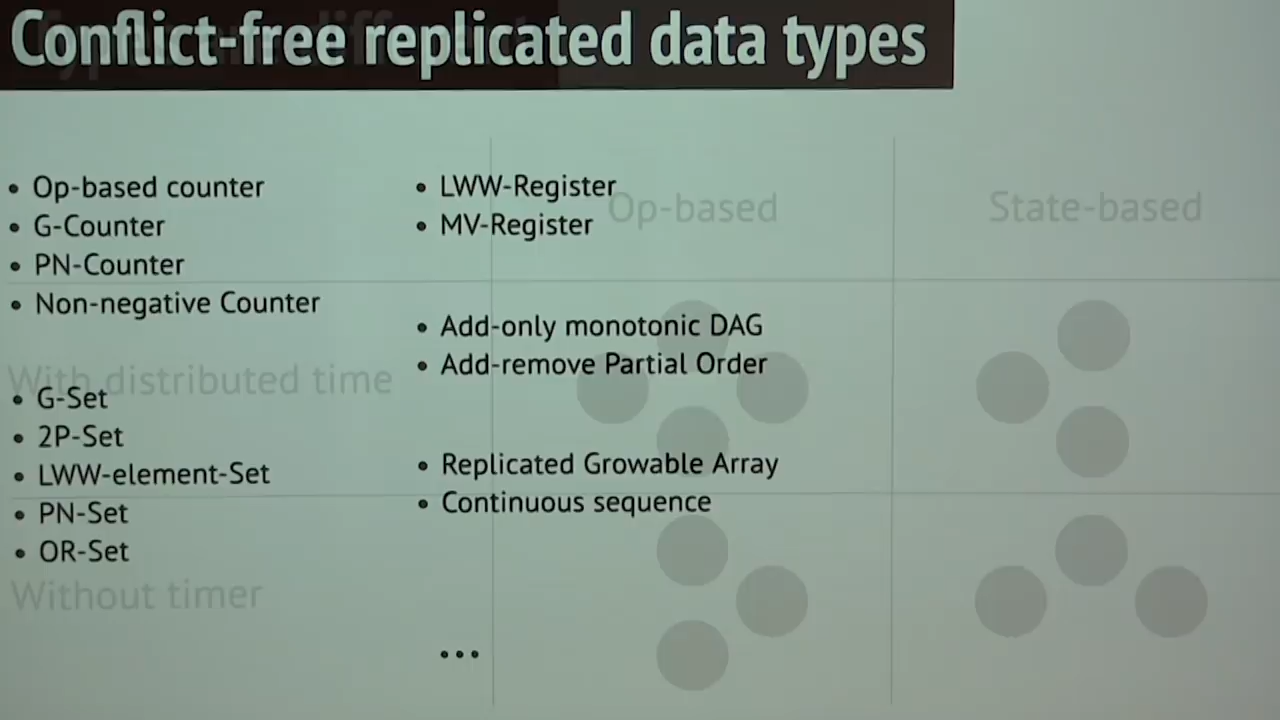 Conflict-free replicated data types
Op-based counter
G-Counter
PN-Counter
Non-negative Counter
G-Set
2P-Set
LWW-element-Set
PN-Set
OR-Set
LWW-Register
MV-Register
Add-only monotonic DAG
Add-remove Partial Order
Replicated Growable Array
Continuous sequence
...
Op-based
State-based
With distributed time
Without timer